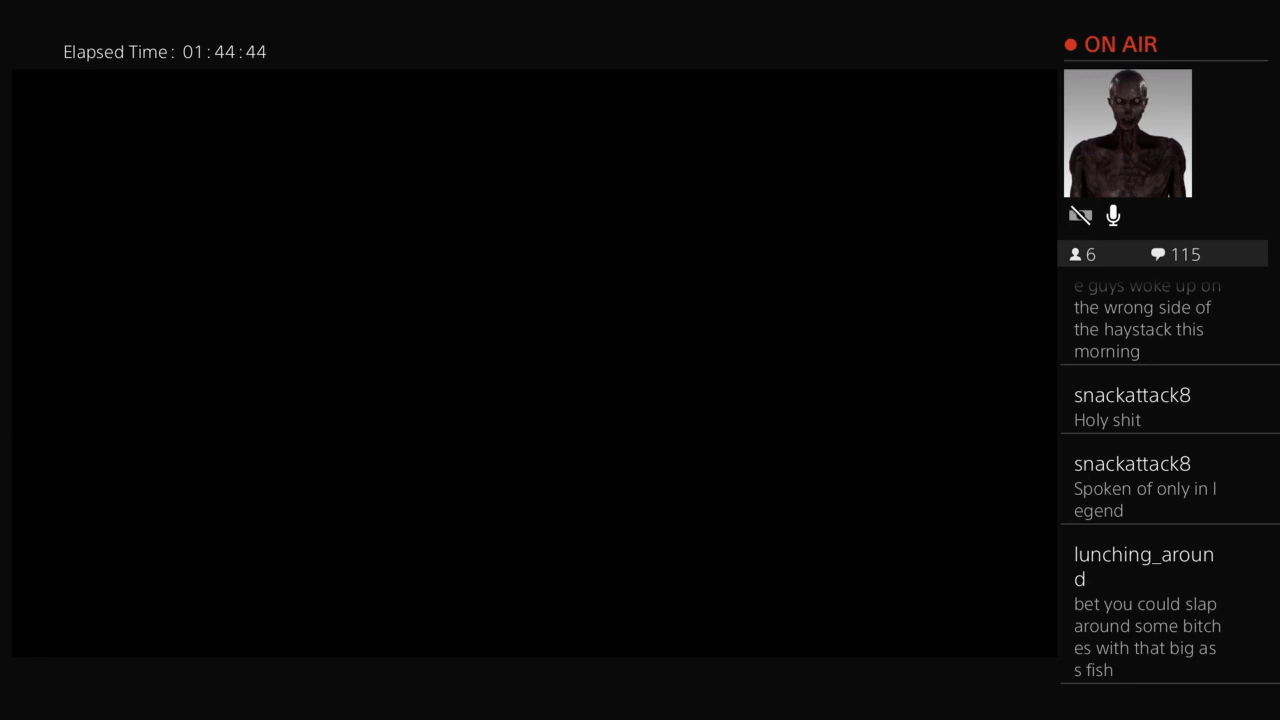 Elapsed Time: 01:44:44
ON AIR
6 115
e guys woke up on
the wrong side of
the haystack this
morning
snackattack8
Holy shit
snackattack8
Spoken of only in l
egend
lunching_aroun
d
bet you could slap
around some bitch
es with that big as
s fish